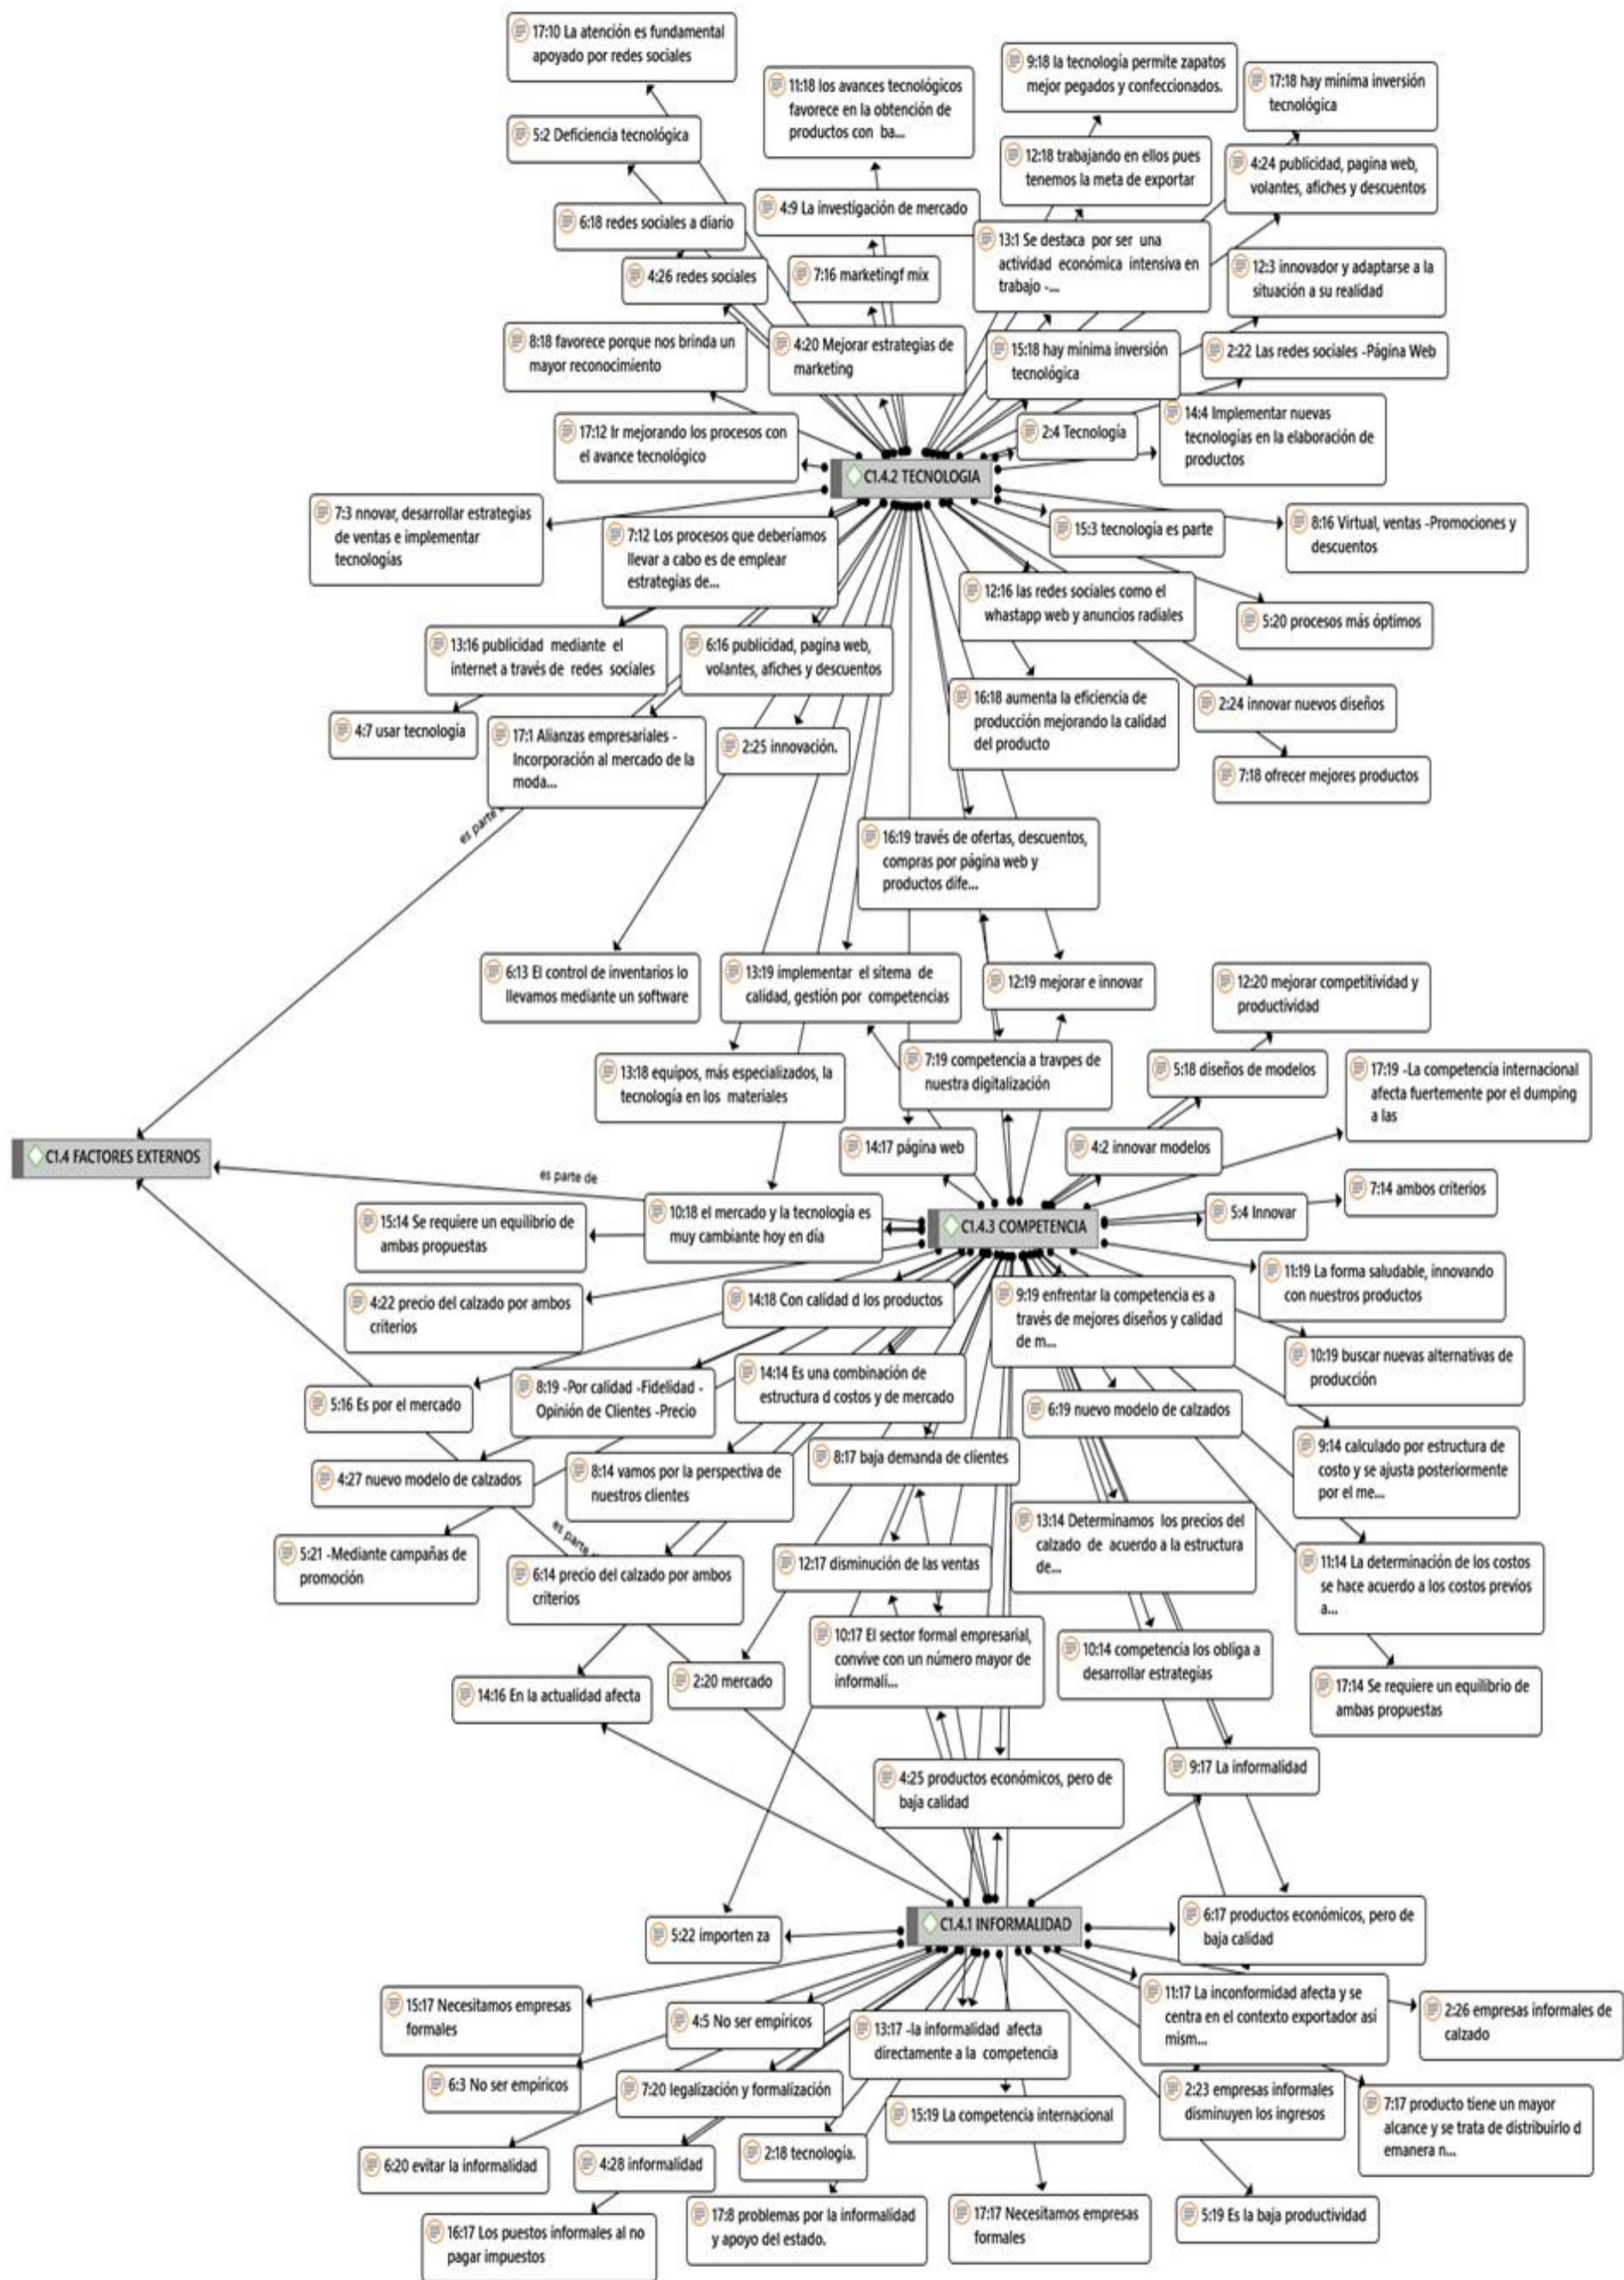 17:10 La atención es fundamental
apoyado por redes sociales
9:18 la tecnología permite zapatos
mejor pegados y confeccionados.
11:18 los avances tecnológicos
favorece en la obtención de
productos con ba...
17:18 hay mínima inversión
tecnológica
5:2 Deficiencia tecnológica
12:18 trabajando en ellos pues
tenemos la meta de exportar
4:24 publicidad, pagina web,
volantes, afiches y descuentos
6:18 redes sociales a diario
4:9 La investigación de mercado
13:1 Se destaca por ser una
actividad económica intensiva en
trabajo -...
4:26 redes sociales
7:16 marketingf mix
12:3 innovador y adaptarse a la
situación a su realidad
8:18 favorece porque nos brinda un
mayor reconocimiento
4:20 Mejorar estrategias de
marketing
15:18 hay mínima inversión
tecnológica
2:22 Las redes sociales -Página Web
17:12 Ir mejorando los procesos con
el avance tecnológico
2:4 Tecnología
14:4 Implementar nuevas
tecnologías en la elaboración de
productos
C1.4.2 TECNOLOGIA
7:3 nnovar, desarrollar estrategias
de ventas e implementar
tecnologías
7:12 Los procesos que deberíamos
llevar a cabo es de emplear
estrategias de...
15:3 tecnología es parte
8:16 Virtual, ventas -Promociones y
descuentos
12:16 las redes sociales como el
whastapp web y anuncios radiales
5:20 procesos más óptimos
13:16 publicidad mediante el
internet a través de redes sociales
6:16 publicidad, pagina web,
volantes, afiches y descuentos
16:18 aumenta la eficiencia de
producción mejorando la calidad
del producto
2:24 innovar nuevos diseños
4:7 usar tecnología
17:1 Alianzas empresariales -
Incorporación al mercado de la
moda...
2:25 innovación.
7:18 ofrecer mejores productos
es parte
16:19 través de ofertas, descuentos,
compras por página web y
productos dife...
6:13 El control de inventarios lo
llevamos mediante un software
13:19 implementar el sitema de
calidad, gestión por competencias
12:19 mejorar e innovar
12:20 mejorar competitividad y
productividad
13:18 equipos, más especializados, la
tecnología en los materiales
7:19 competencia a travpes de
nuestra digitalización
5:18 diseños de modelos
17:19 -La competencia internacional
afecta fuertemente por el dumping
a las
C1.4 FACTORES EXTERNOS
14:17 página web
4:2 innovar modelos
es parte de
7:14 ambos criterios
15:14 Se requiere un equilibrio de
ambas propuestas
10:18 el mercado y la tecnología es
muy cambiante hoy en día
C1.4.3 COMPETENCIA
5:4 Innovar
4:22 precio del calzado por ambos
criterios
14:18 Con calidad d los productos
9:19 enfrentar la competencia es a
través de mejores diseños y calidad
de m...
11:19 La forma saludable, innovando
con nuestros productos
10:19 buscar nuevas alternativas de
producción
5:16 Es por el mercado
8:19 -Por calidad -Fidelidad -
Opinión de Clientes -Precio
14:14 Es una combinación de
estructura d costos y de mercado
6:19 nuevo modelo de calzados
9:14 calculado por estructura de
costo y se ajusta posteriormente
por el me...
4:27 nuevo modelo de calzados
8:14 vamos por la perspectiva de
nuestros clientes
8:17 baja demanda de clientes
13:14 Determinamos los precios del
calzado de acuerdo a la estructura
de...
es parte
5:21 -Mediante campañas de
promoción
6:14 precio del calzado por ambos
criterios
12:17 disminución de las ventas
11:14 La determinación de los costos
se hace acuerdo a los costos previos
a...
10:17 El sector formal empresarial,
convive con un número mayor de
informali...
10:14 competencia los obliga a
desarrollar estrategias
14:16 En la actualidad afecta
2:20 mercado
17:14 Se requiere un equilibrio de
ambas propuestas
4:25 productos económicos, pero de
baja calidad
9:17 La informalidad
C1.4.1 INFORMALIDAD
5:22 importen za
6:17 productos económicos, pero de
baja calidad
15:17 Necesitamos empresas
formales
4:5 No ser empíricos
13:17 -la informalidad afecta
directamente a la competencia
11:17 La inconformidad afecta y se
centra en el contexto exportador así
mism...
2:26 empresas informales de
calzado
6:3 No ser empíricos
7:20 legalización y formalización
15:19 La competencia internacional
2:23 empresas informales
disminuyen los ingresos
7:17 producto tiene un mayor
alcance y se trata de distribuirlo d
emanera n...
6:20 evitar la informalidad
4:28 informalidad
2:18 tecnología.
16:17 Los puestos informales al no
pagar impuestos
17:8 problemas por la informalidad
y apoyo del estado.
17:17 Necesitamos empresas
formales
5:19 Es la baja productividad